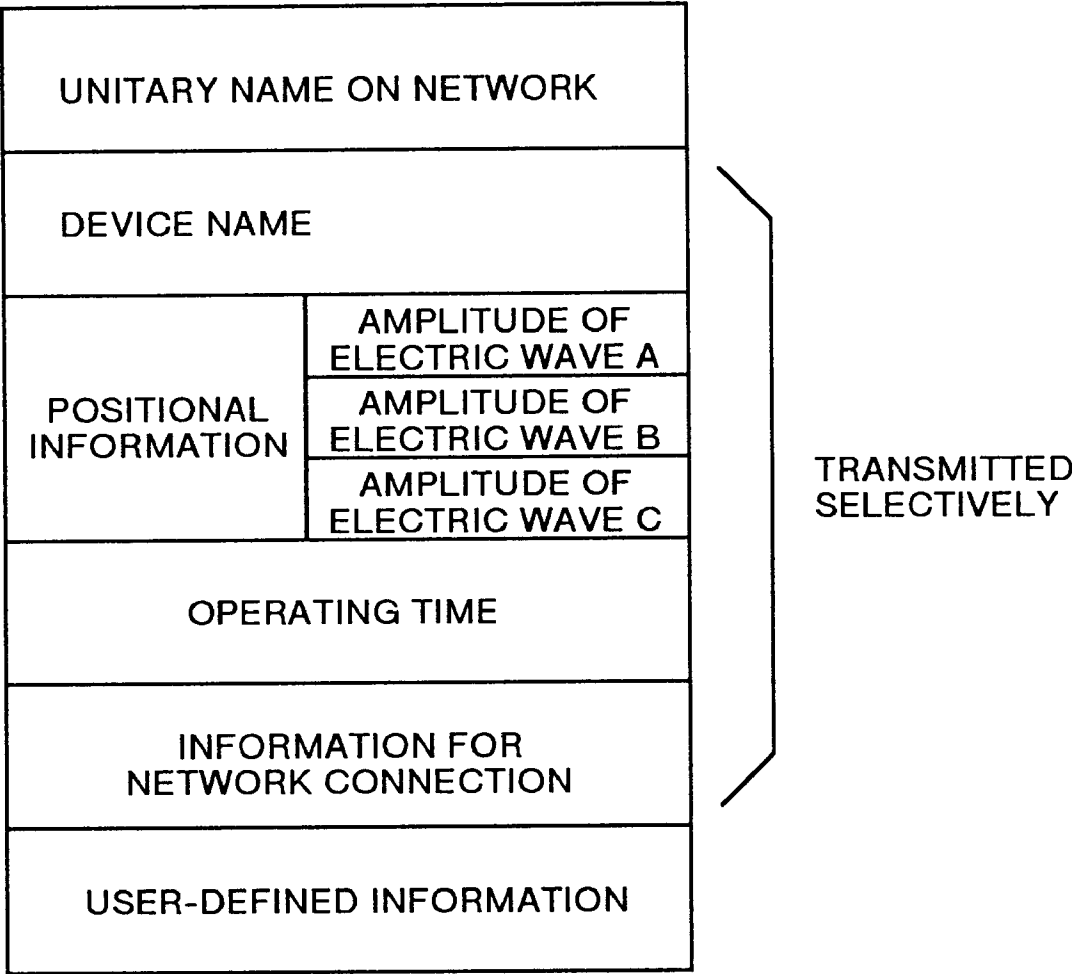 UNITARY NAME ON NETWORK
DEVICE NAME
POSITIONAL
INFORMATION
AMPLITUDE OF
ELECTRIC WAVE A
AMPLITUDE OF
ELECTRIC WAVE B
AMPLITUDE OF
ELECTRIC WAVE C
OPERATING TIME
INFORMATION FOR
NETWORK CONNECTION
USER-DEFINED INFORMATION
TRANSMITTED
SELECTIVELY